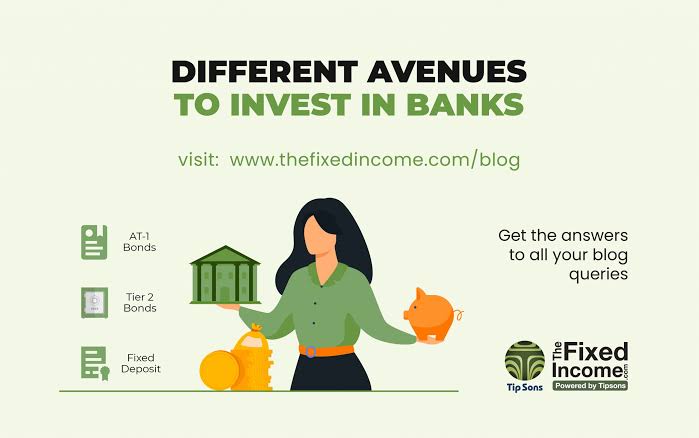 DIFFERENT AVENUES
TO INVEST IN BANKS
visit: www.thefixedincome.com/blog
AT-1
Bonds
Tier 2
Bonds
Fixed
Deposit
Get the answers
to all your blog
queries
Tip Sons
The
Fixed
Income
.com
Powered by Tipsons